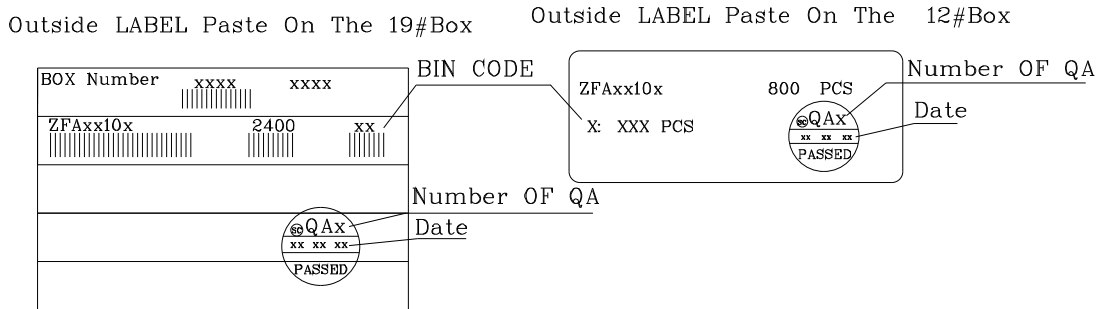 Outside LABEL Paste On The 19#Box
Outside LABEL Paste On The 12#Box
BOX Number xxxx xxxx
BIN CODE
ZFAxx10x 2400 xx
Number OF QA
Date
SC QAx
xx xx xx
PASSED
ZFAxx10x 800 PCS
X: XXX PCS
Number OF QA
Date
SC QAx
xx xx xx
PASSED